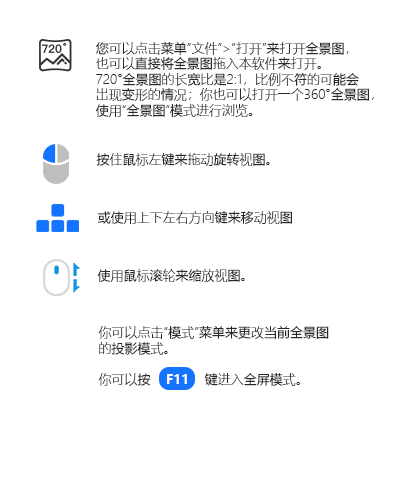 720°
您可以点击菜单"文件">"打开"来打开全景图，
也可以直接将全景图拖入本软件来打开。
720°全景图的长宽比是2:1，比例不符的可能会
出现变形的情况；你也可以打开一个360°全景图，
使用"全景图"模式进行浏览。
按住鼠标左键来拖动旋转视图。
或使用上下左右方向键来移动视图
使用鼠标滚轮来缩放视图。
你可以点击"模式"菜单来更改当前全景图
的投影模式。
你可以按 F11 键进入全屏模式。